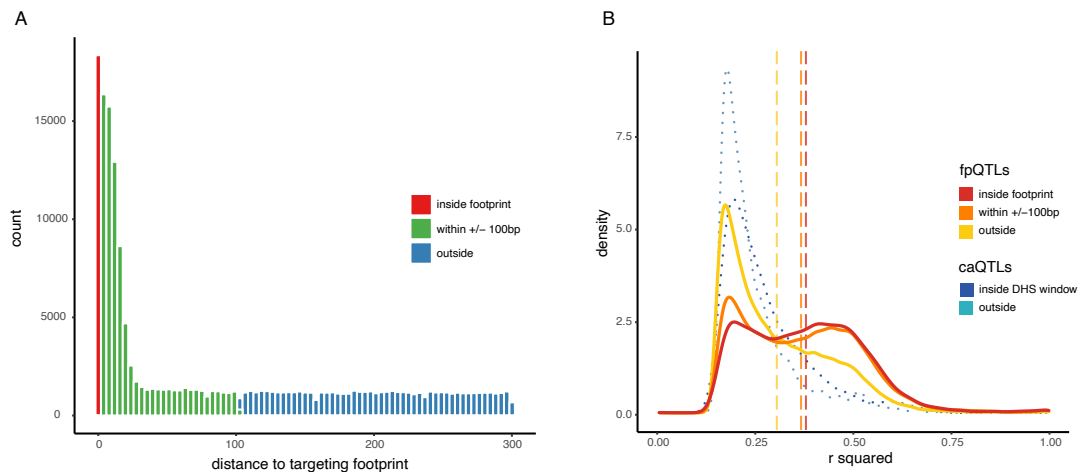 A
count
15000
10000
5000
0
0
100
200
300
distance to targeting footprint
inside footprint
within +/− 100bp
outside
B
density
7.5
5.0
2.5
0.0
0.00
0.25
0.50
0.75
1.00
r squared
fpQTLs
inside footprint
within +/−100bp
outside
caQTLs
inside DHS window
outside